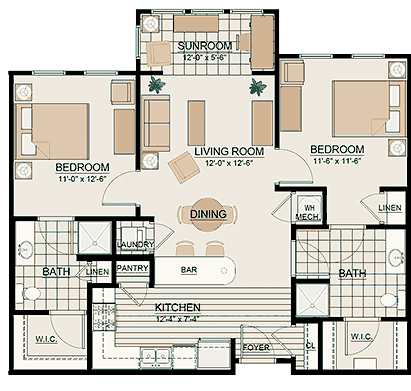 SUNROOM
12'-0" x 5'-6"
LIVING ROOM
12'-0" x 12'-6"
BEDROOM
11'-6" x 11'-6"
BEDROOM
11'-0" x 12'-6"
LINEN
WH
MECH.
DINING
LAUNDRY
BATH
LINEN
PANTRY
BAR
BATH
KITCHEN
12'-4" x 7'-4"
W.I.C.
FOYER
CL
W.I.C.